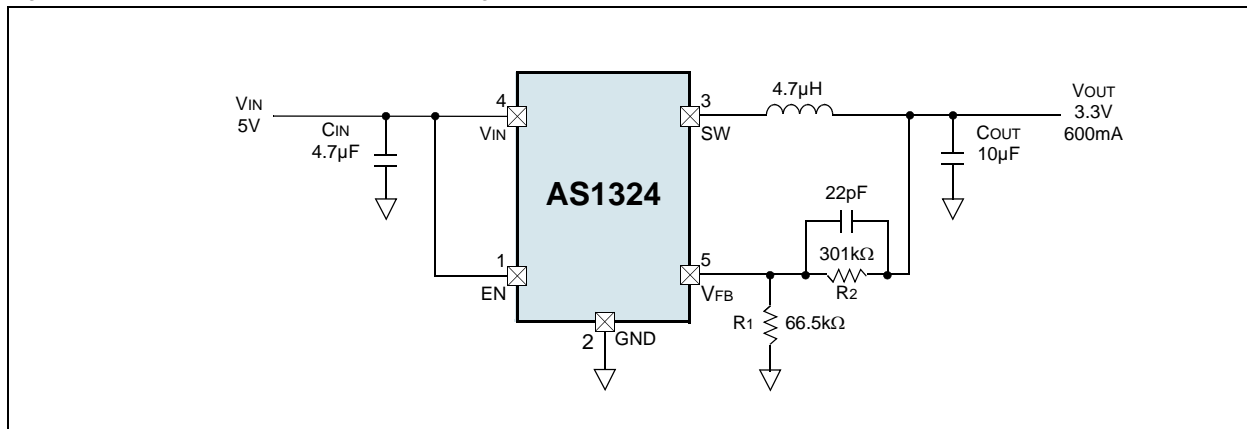 VIN
5V
CIN
4.7µF
4
VIN
1
EN
AS1324
2
GND
3
SW
5
VFB
4.7µH
22pF
301kΩ
R2
R1
66.5kΩ
COUT
10µF
VOUT
3.3V
600mA